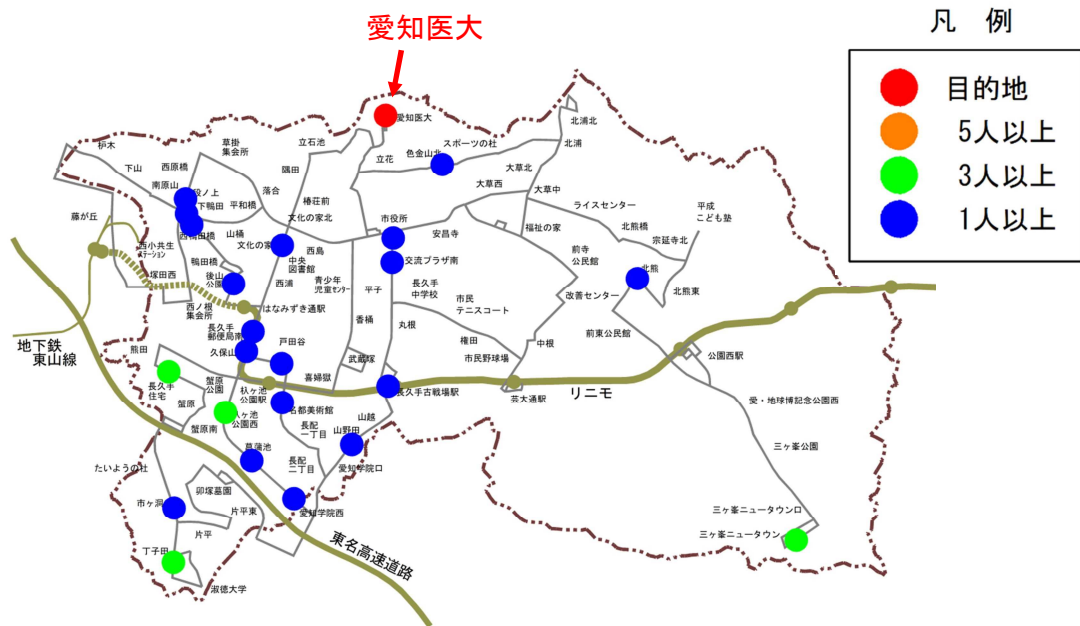 愛知医大
凡 例
目的地
5人以上
3人以上
1人以上
愛知医大
北浦北
北浦
スポーツの杜
色金山北
立花
大草北
大草西
大草中
立石池
草掛
集会所
隅田
西原橋
下山
南原山
段ノ上
下鴨田
平和橋
落合
椿荘前
文化の家北
市役所
安昌寺
福祉の家
ライスセンター
北熊橋
平成
こども塾
宗延寺北
藤が丘
西小共生
ステーション
西鴨田橋
山桶
文化の家
西島
中央
図書館
交流プラザ南
前寺
公民館
北熊
北熊東
鴨田橋
塚田西
後山
公園
西浦
青少年
児童センター
平子
長久手
中学校
市民
テニスコート
改善センター
西ノ根
集会所
はなみずき通駅
香桶
丸根
権田
前東公民館
長久手
郵便局南
戸田谷
武蔵塚
市民野球場
中根
公園西駅
地下鉄
東山線
熊田
久保山
蟹原
公園
杁ヶ池
公園駅
喜婦嶽
長久手古戦場駅
芸大通駅
リニモ
長久手
住宅
蟹原
杁ヶ池
公園西
名都美術館
山越
愛・地球博記念公園西
蟹原南
長配
一丁目
山野田
三ヶ峯公園
たいようの杜
菖蒲池
長配
二丁目
愛知学院口
卯塚墓園
市ヶ洞
片平東
愛知学院西
三ヶ峯ニュータウン口
三ヶ峯ニュータウン
片平
丁子田
東名高速道路
淑徳大学